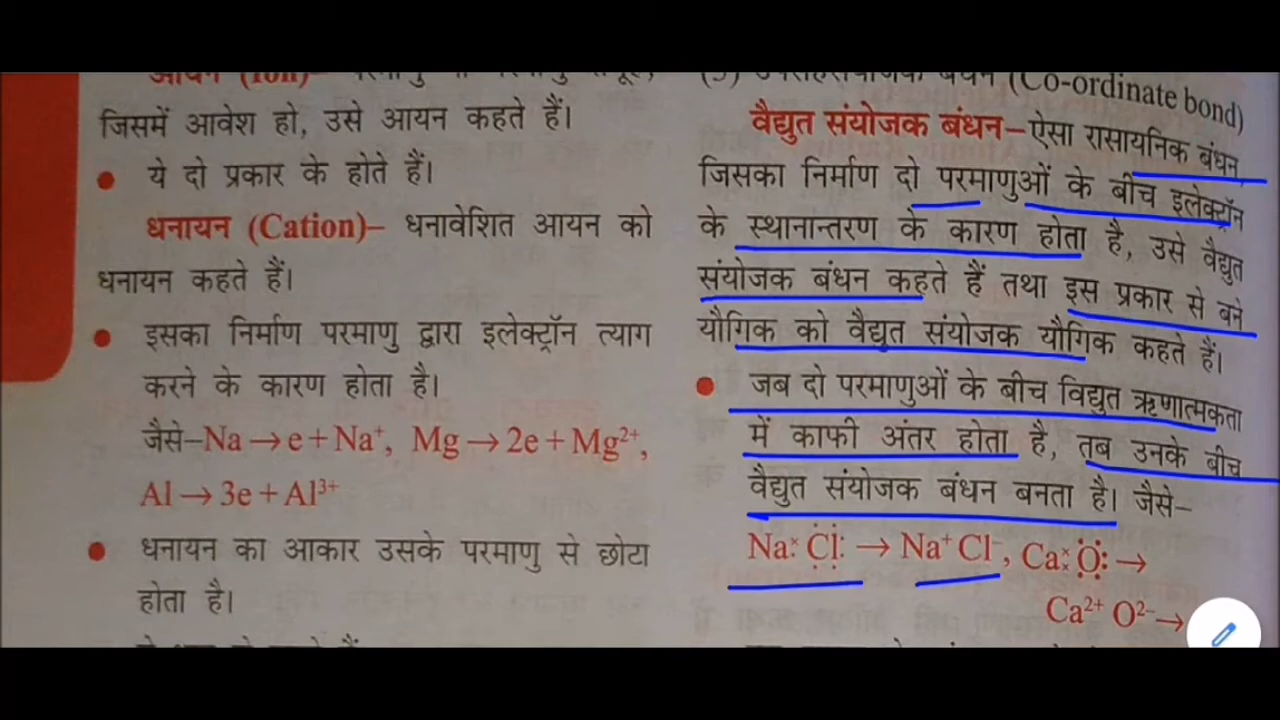 आयन (Ion)–
जिसमें आवेश हो, उसे आयन कहते हैं।
● ये दो प्रकार के होते हैं।
धनायन (Cation)– धनावेशित आयन को
धनायन कहते हैं।
● इसका निर्माण परमाणु द्वारा इलेक्ट्रॉन त्याग
करने के कारण होता है।
जैसे– Na → e + Na⁺, Mg → 2e + Mg²⁺,
Al → 3e + Al³⁺
● धनायन का आकार उसके परमाणु से छोटा
होता है।
बंधन (Co-ordinate bond)
वैद्युत संयोजक बंधन– ऐसा रासायनिक बंधन
जिसका निर्माण दो परमाणुओं के बीच इलेक्ट्रॉन
के स्थानान्तरण के कारण होता है, उसे वैद्युत
संयोजक बंधन कहते हैं तथा इस प्रकार से बने
यौगिक को वैद्युत संयोजक यौगिक कहते हैं।
● जब दो परमाणुओं के बीच विद्युत ऋणात्मकता
में काफी अंतर होता है, तब उनके बीच
वैद्युत संयोजक बंधन बनता है। जैसे–
Na Cl → Na⁺ Cl⁻, Ca O →
Ca²⁺ O²⁻ →